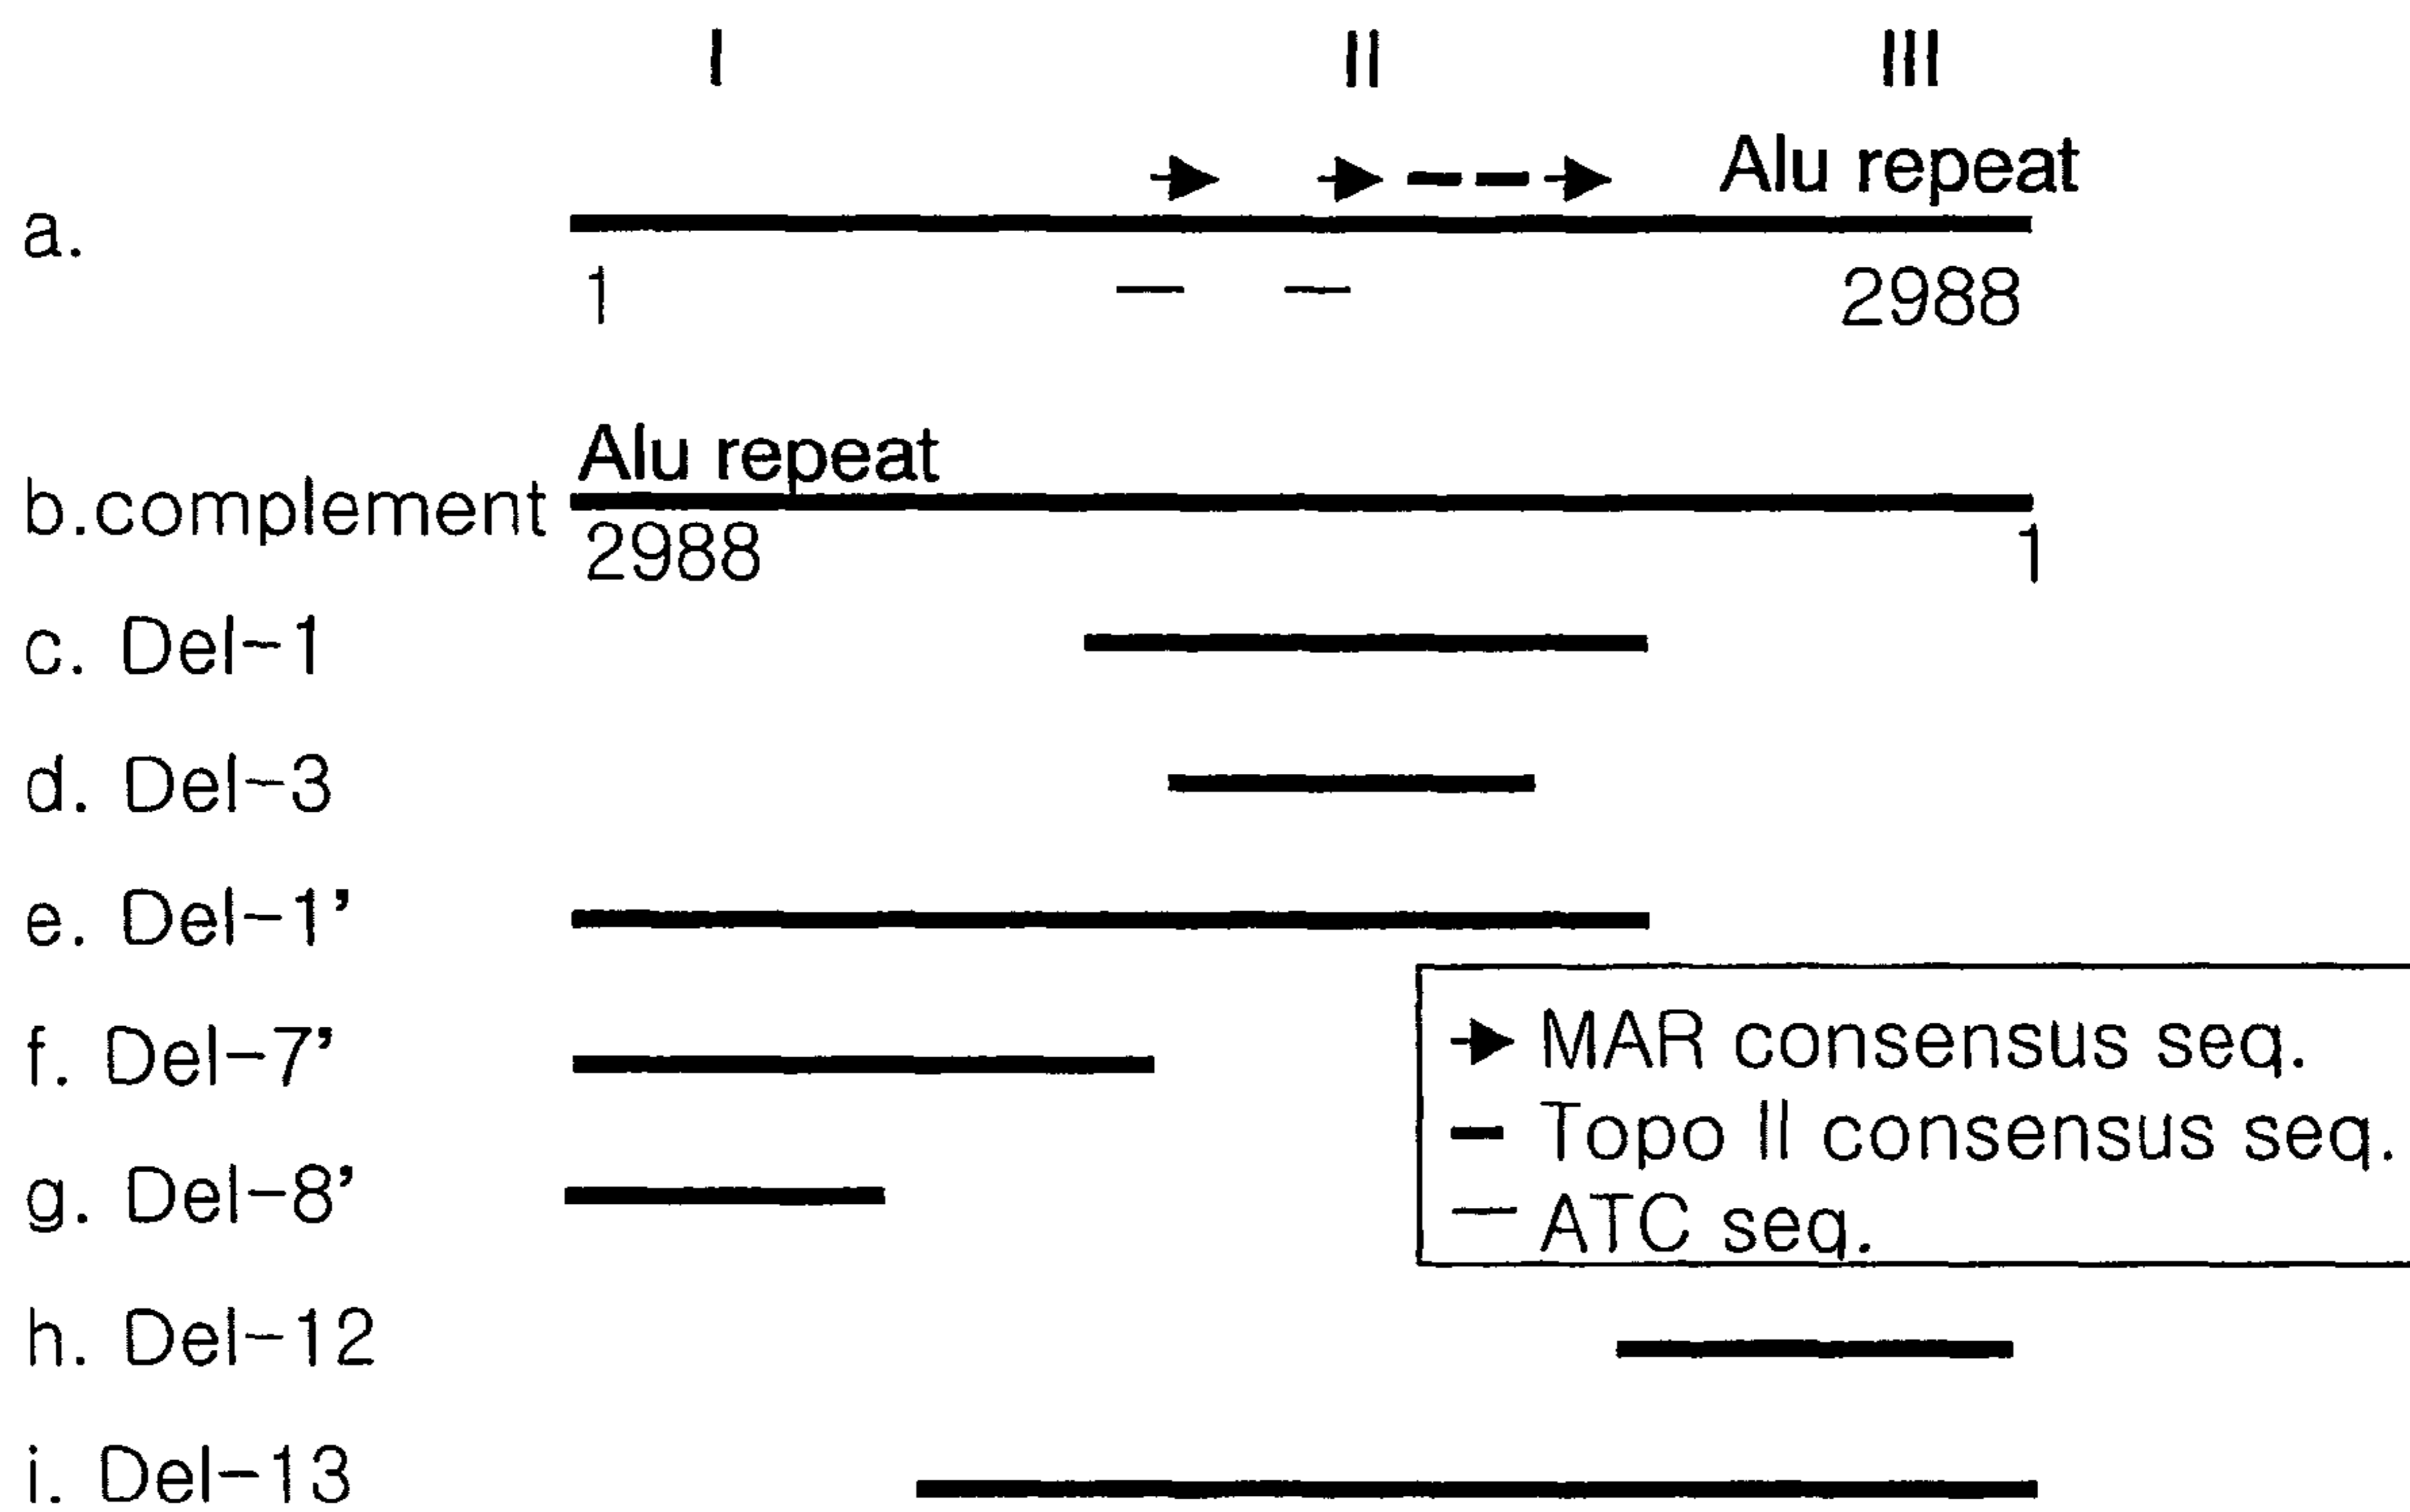 I II III
Alu repeat
a.
1 2988
Alu repeat
b.complement
2988 1
c. Del-1
d. Del-3
e. Del-1’
f. Del-7’
MAR consensus seq.
Topo II consensus seq.
g. Del-8’
ATC seq.
h. Del-12
i. Del-13